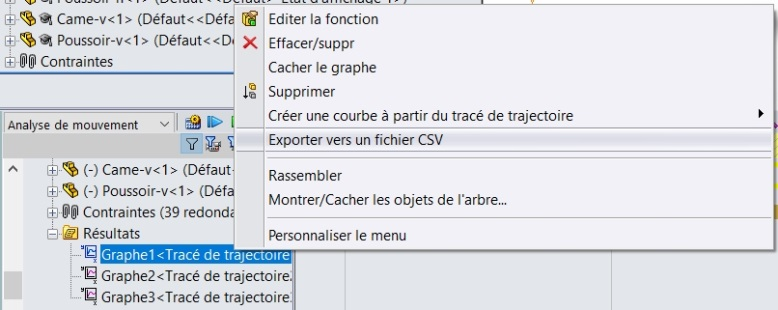 Came-v<1> (Défaut<<Dé
Poussoir-v<1> (Défaut<<De
Contraintes
Editer la fonction
Effacer/suppr
Cacher le graphe
Supprimer
Créer une courbe à partir du tracé de trajectoire
Exporter vers un fichier CSV
Rassembler
Montrer/Cacher les objets de l'arbre...
Personnaliser le menu
Analyse de mouvement
(-) Came-v<1> (Défaut
(-) Poussoir-v<1> (Défa
Contraintes (39 redonda
Résultats
Graphe1<Tracé de trajectoire
Graphe2<Tracé de trajectoire.
Graphe3<Tracé de trajectoire.